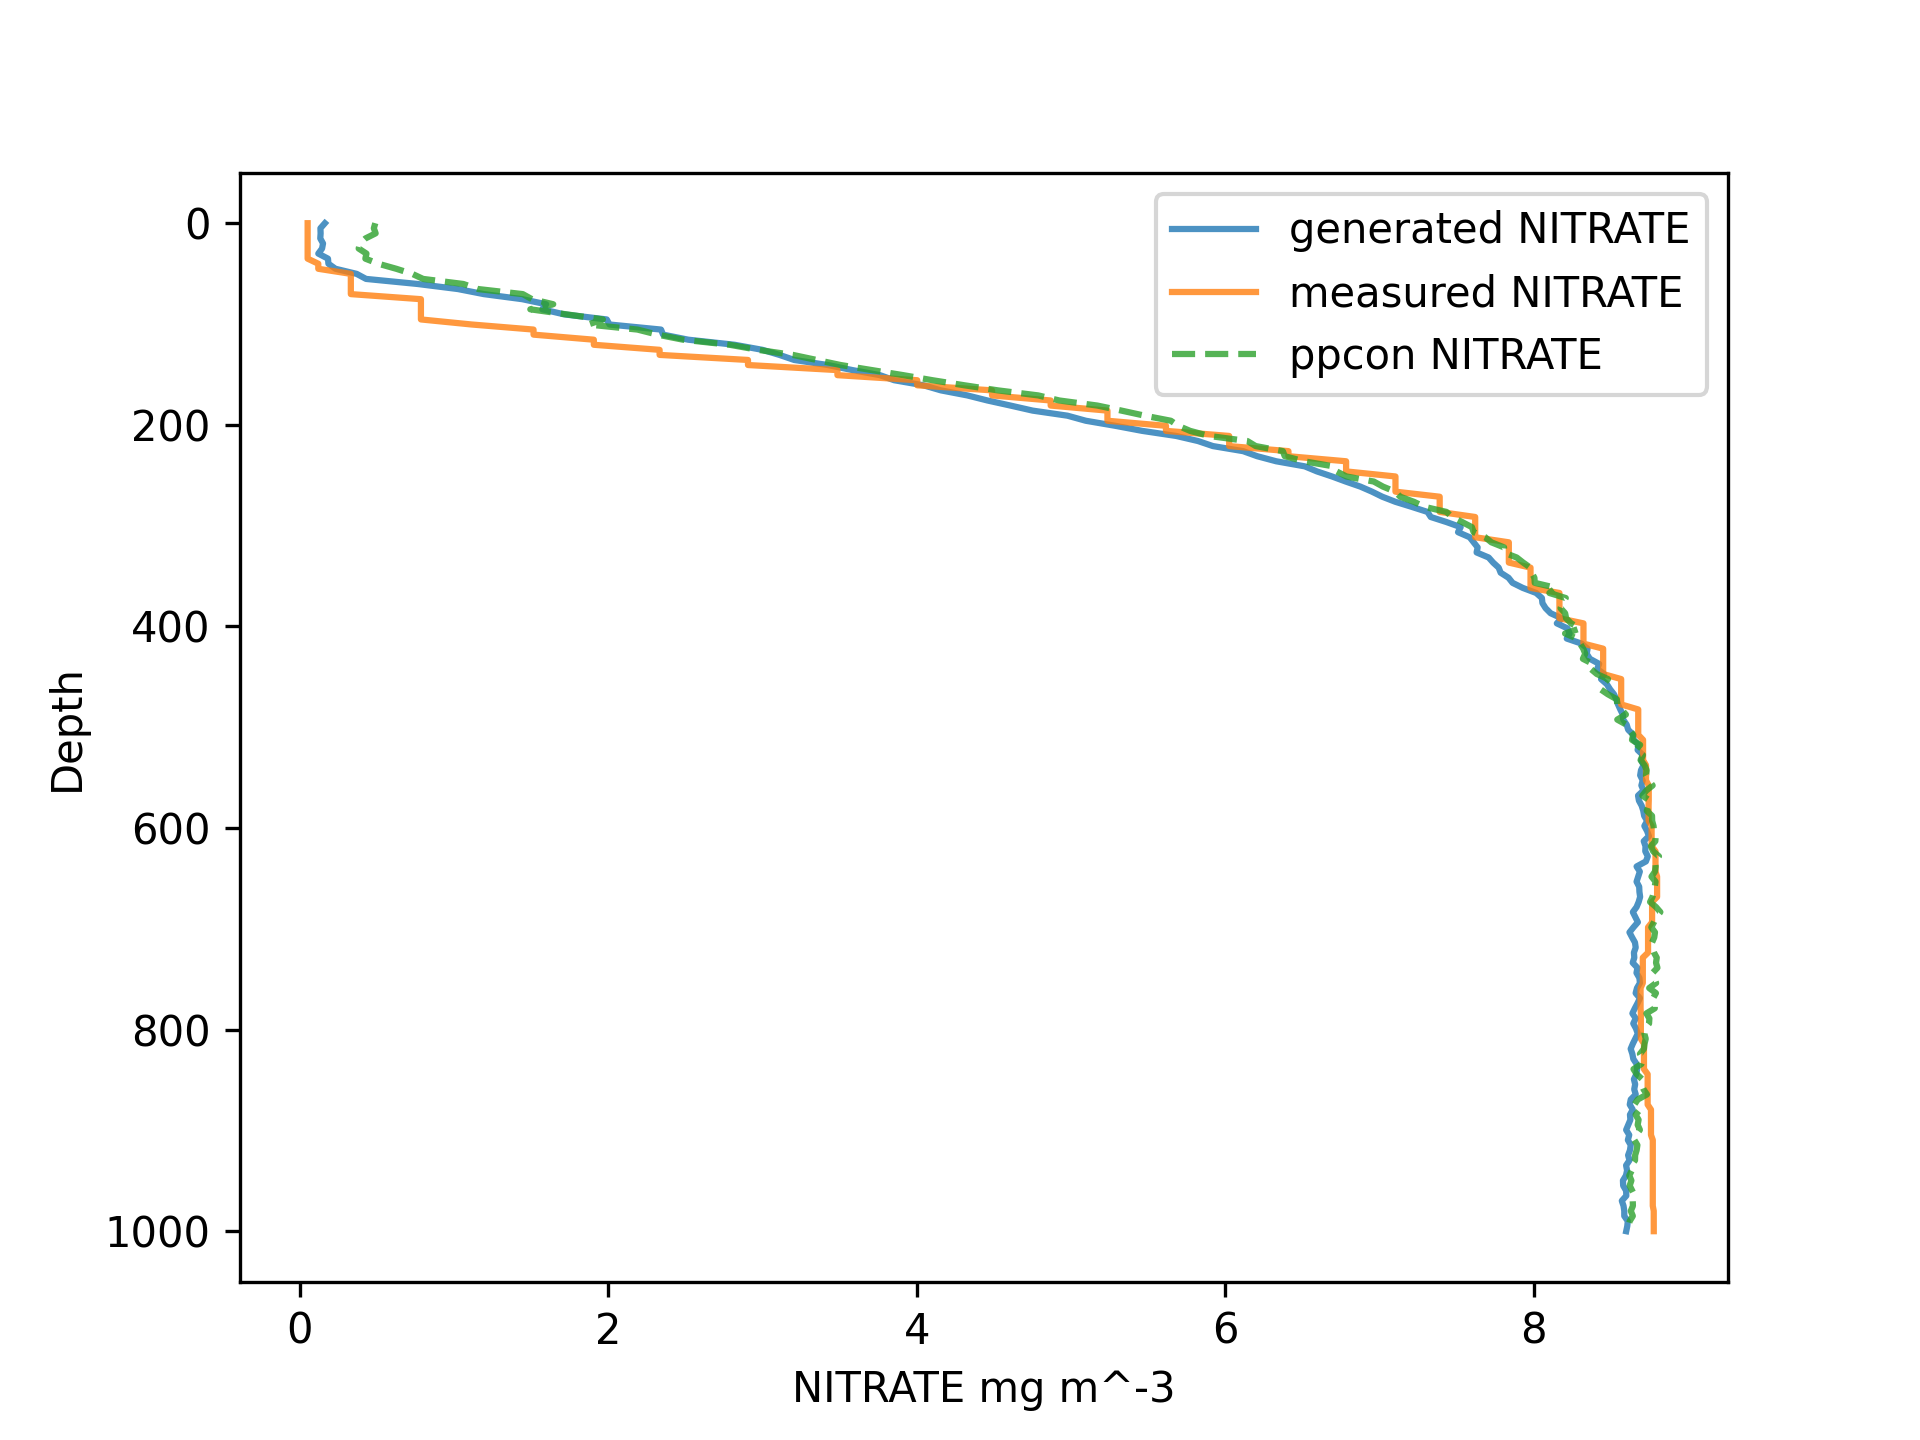 generated NITRATE
measured NITRATE
ppcon NITRATE
0
200
400
600
800
1000
Depth
0 2 4 6 8
NITRATE mg m^-3